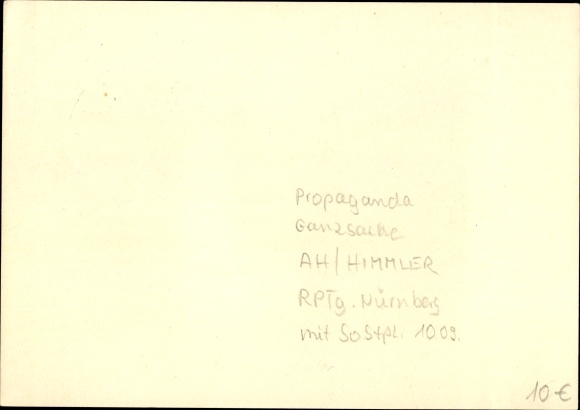 Propaganda
Ganzsache
AH/HIMMLER
RPTg. Nürnberg
mit SoStpl. 10.09.
10-€